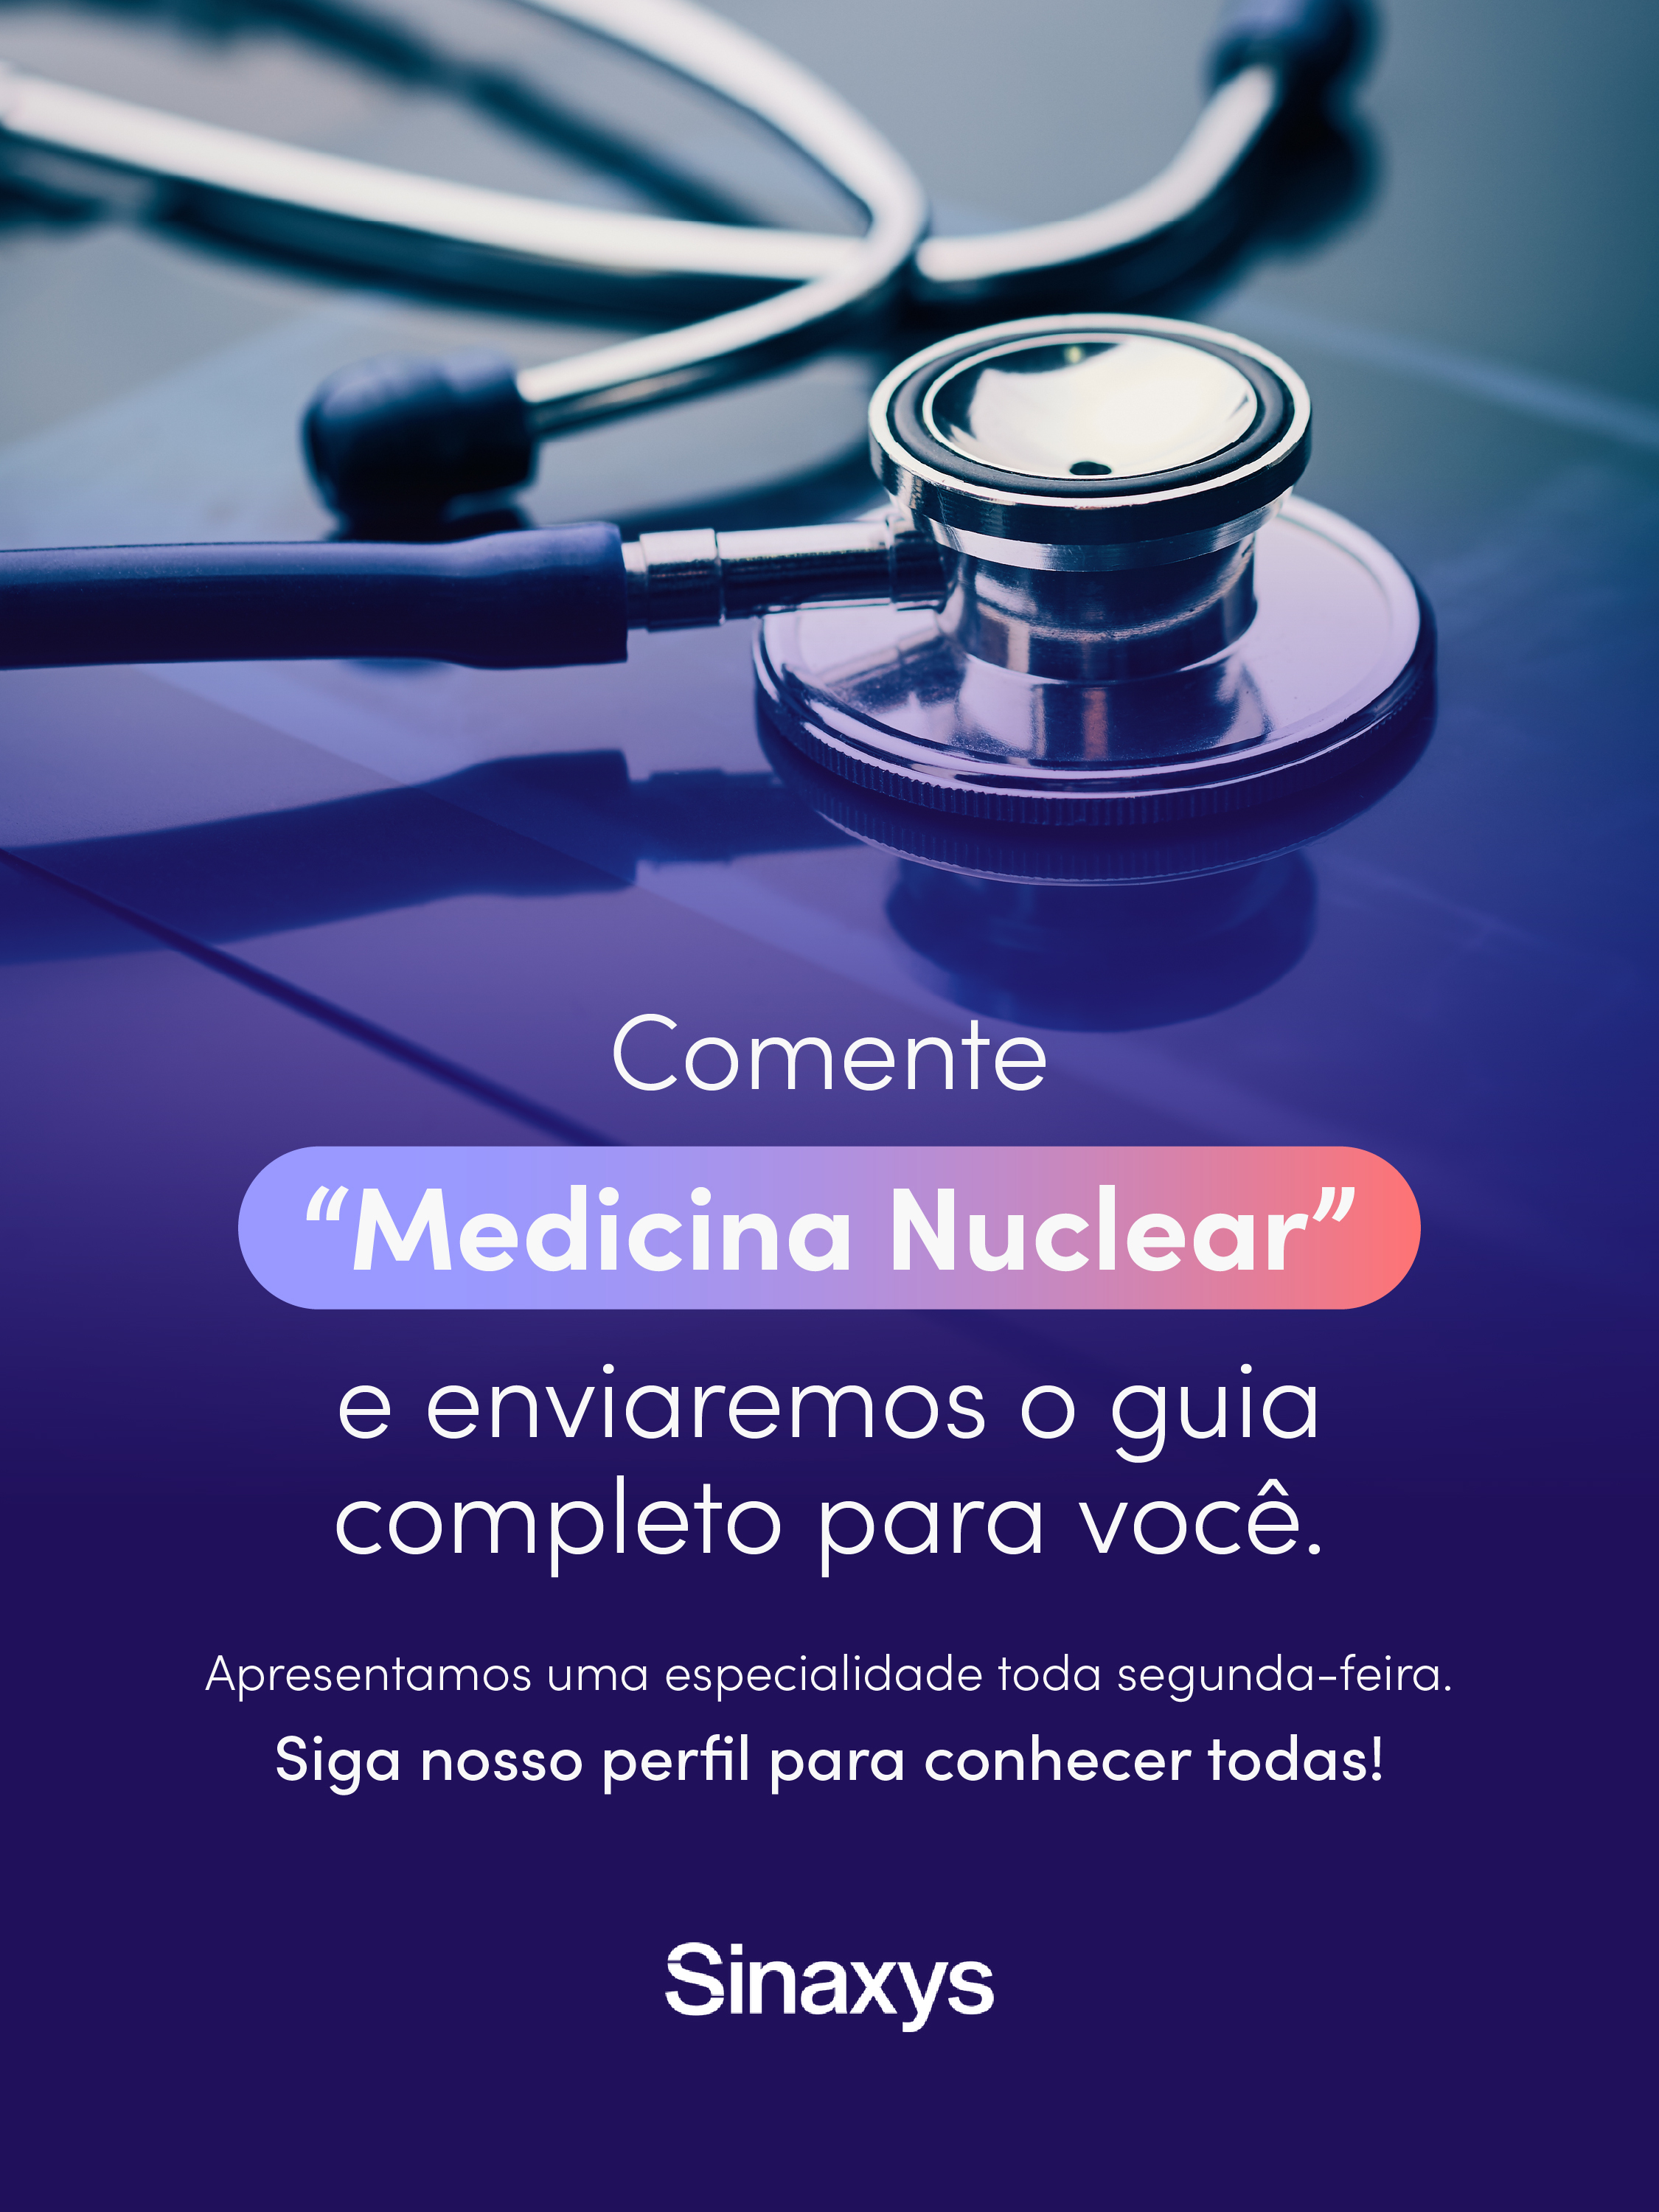 Comente
“Medicina Nuclear”
e enviaremos o guia
completo para você.
Apresentamos uma especialidade toda segunda-feira.
Siga nosso perfil para conhecer todas!
Sinaxys